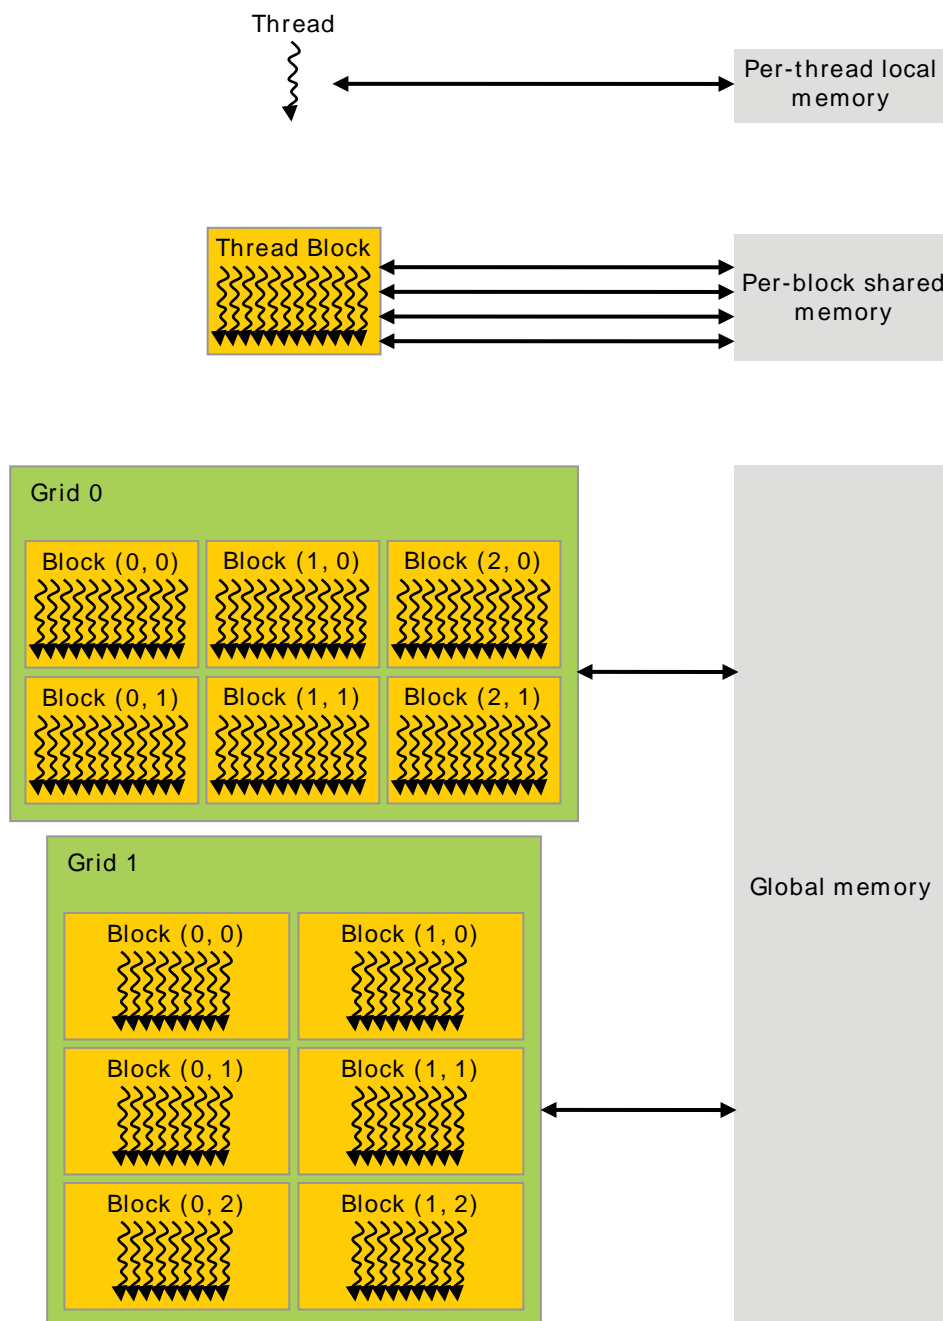 Thread
Per-thread local
memory
Thread Block
Per-block shared
memory
Grid 0
Block (0, 0)
Block (1, 0)
Block (2, 0)
Block (0, 1)
Block (1, 1)
Block (2, 1)
Grid 1
Block (0, 0)
Block (1, 0)
Block (0, 1)
Block (1, 1)
Block (0, 2)
Block (1, 2)
Global memory